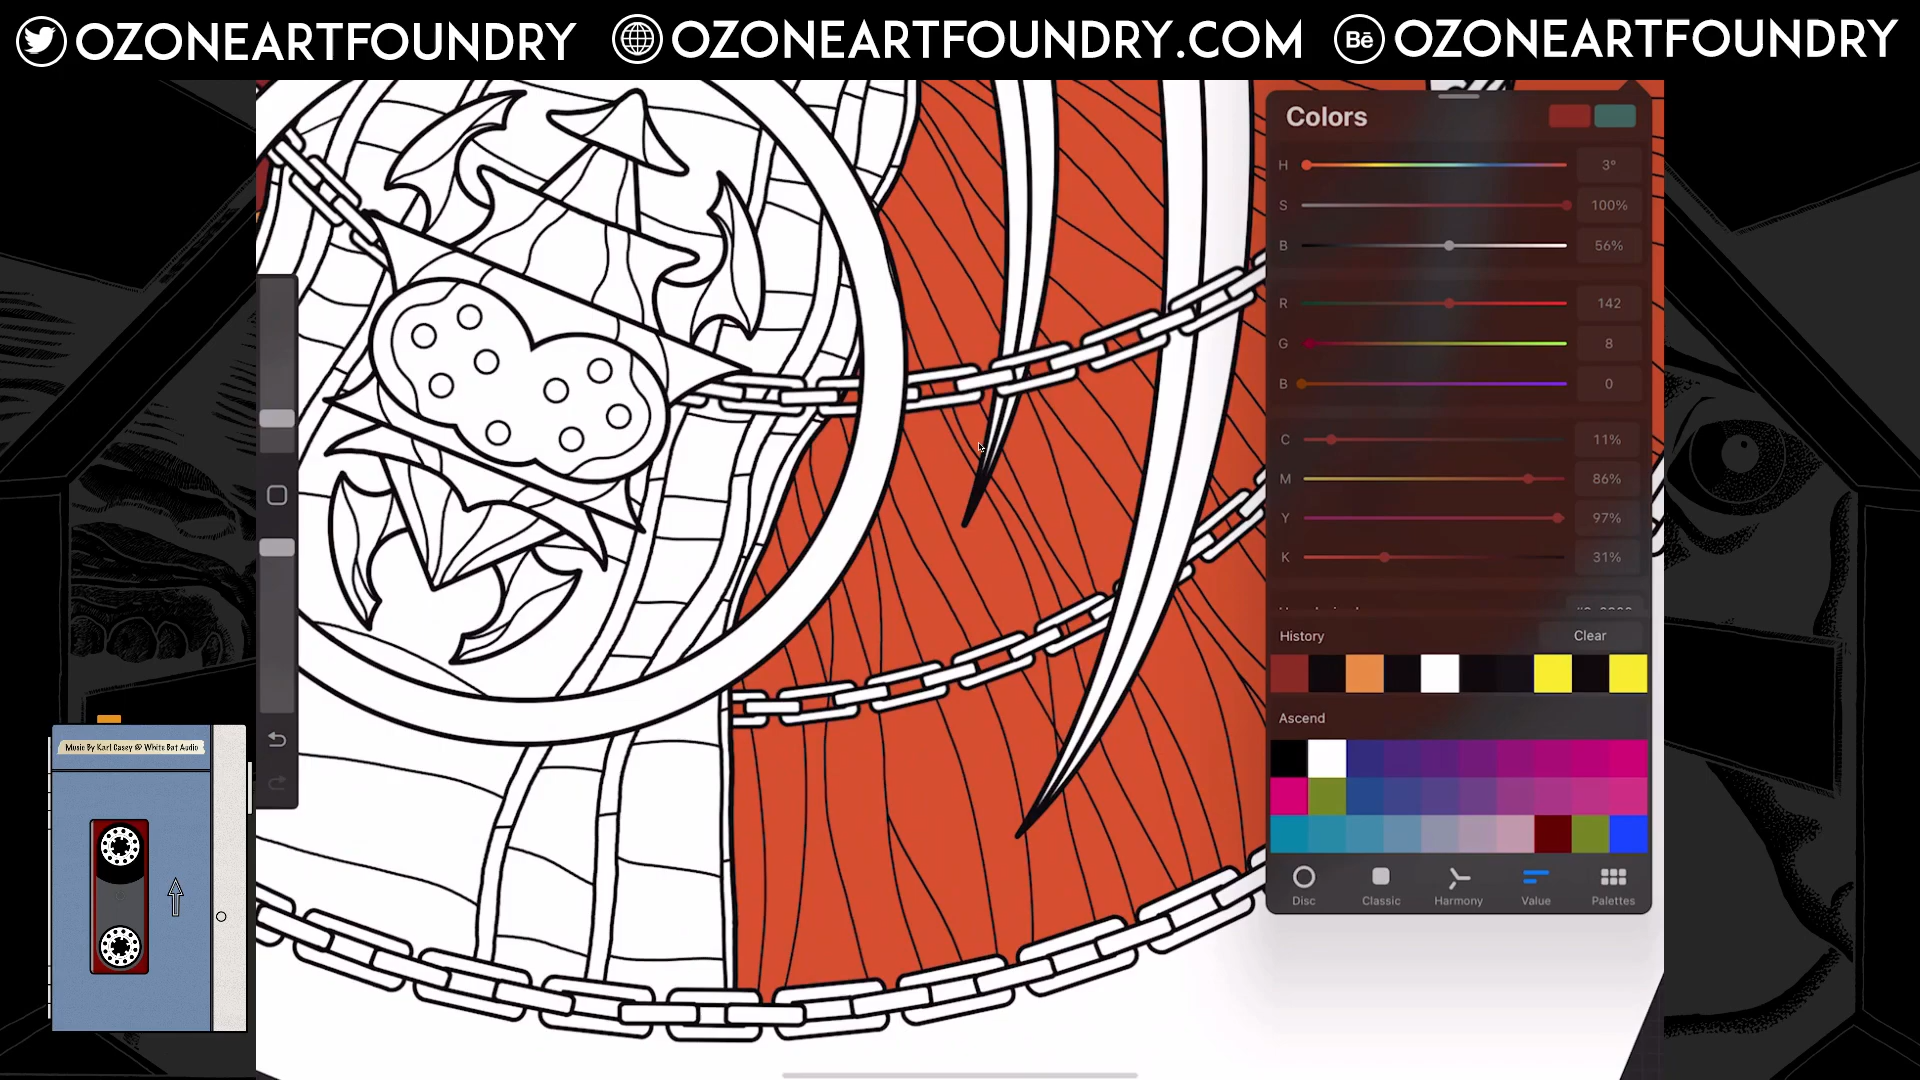 OZONEARTFOUNDRY
OZONEARTFOUNDRY.COM
Bē OZONEARTFOUNDRY
Colors
H 3°
S 100%
B 56%
R 142
G 8
B 0
C 11%
M 86%
Y 97%
K 31%
History Clear
Ascend
Disc Classic Harmony Value Palettes
Music By Karl Casey @ White Bat Audio